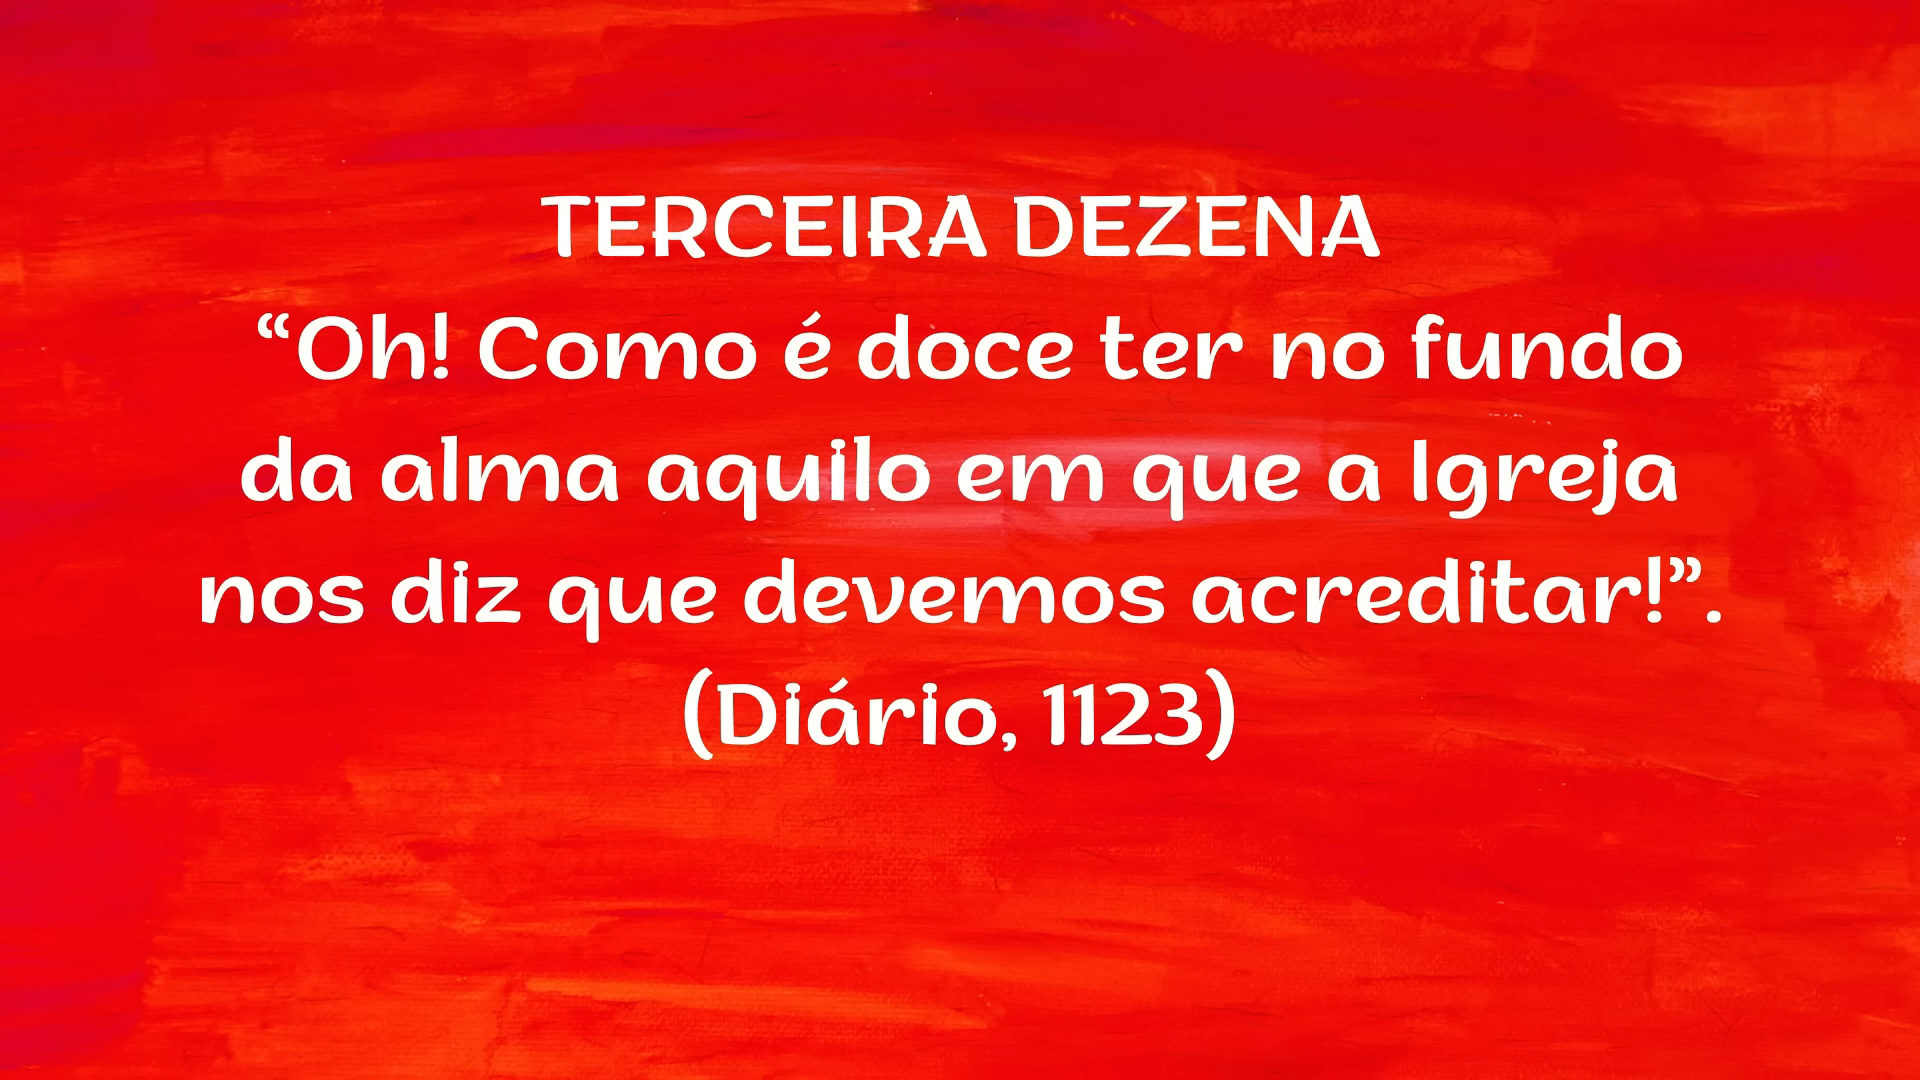 TERCEIRA DEZENA
“Oh! Como é doce ter no fundo
da alma aquilo em que a Igreja
nos diz que devemos acreditar!”.
(Diário, 1123)